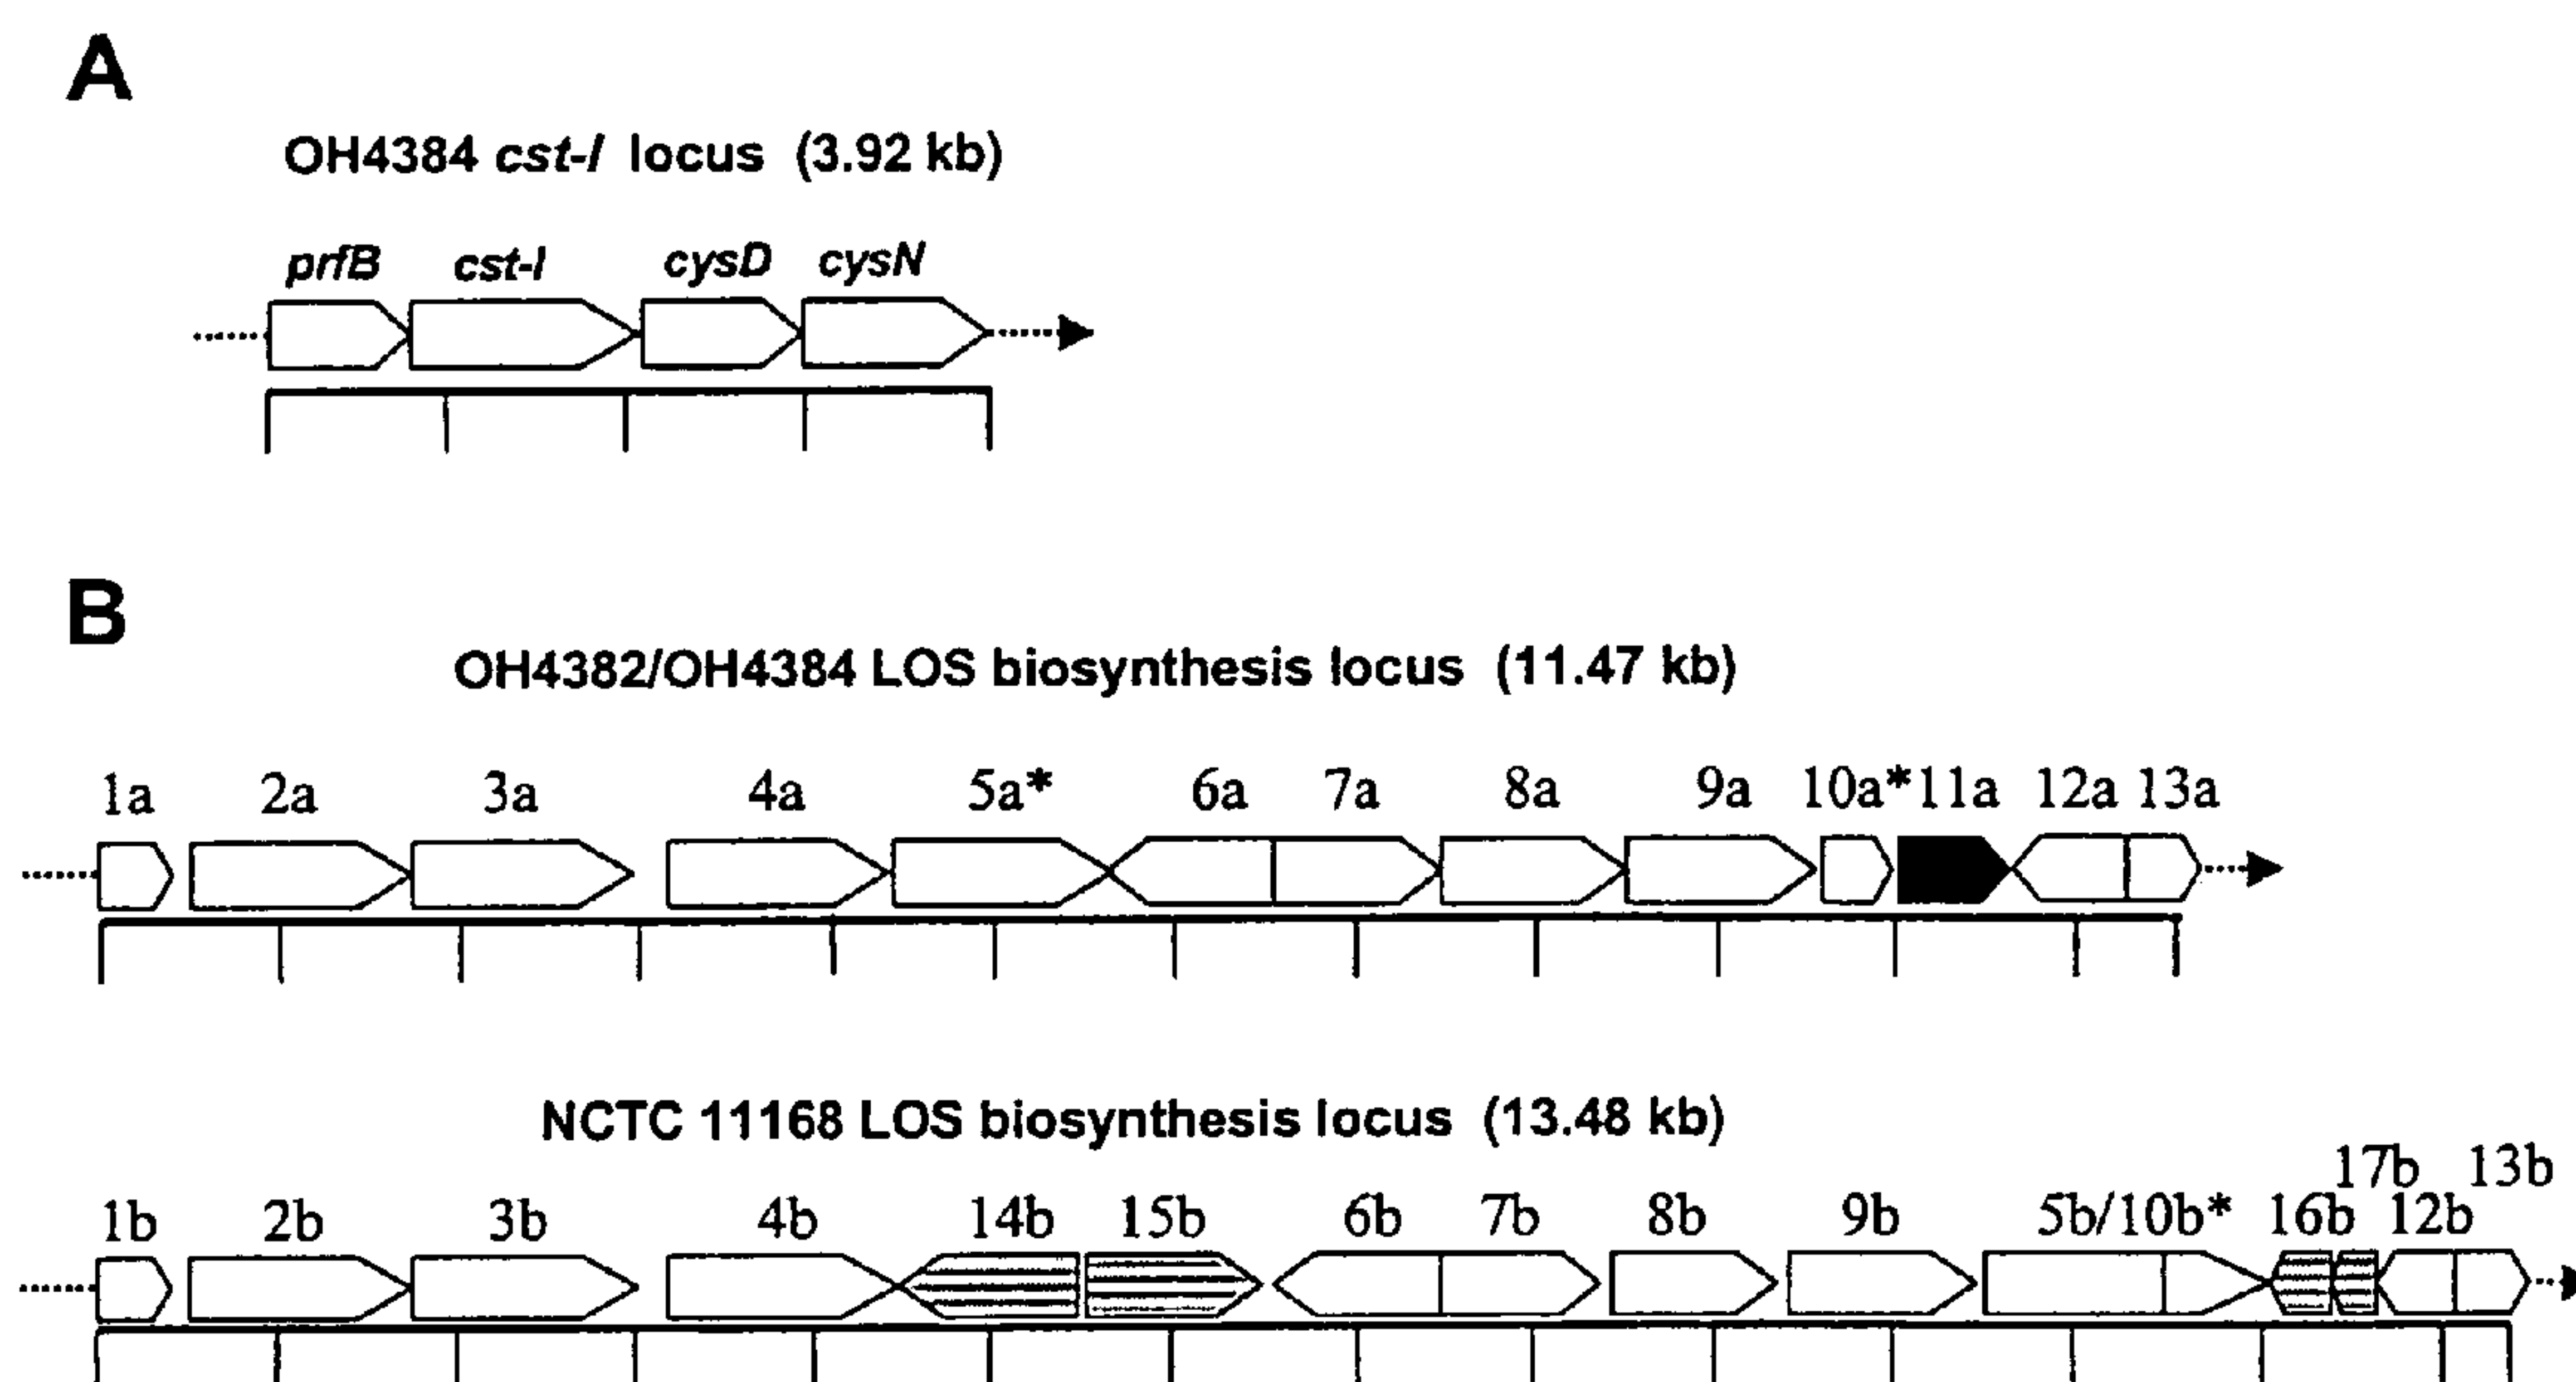 A
OH4384 cst-I locus (3.92 kb)
prfB cst-I cysD cysN
B
OH4382/OH4384 LOS biosynthesis locus (11.47 kb)
1a 2a 3a 4a 5a* 6a 7a 8a 9a 10a* 11a 12a 13a
NCTC 11168 LOS biosynthesis locus (13.48 kb)
17b 13b
1b 2b 3b 4b 14b 15b 6b 7b 8b 9b 5b/10b* 16b 12b